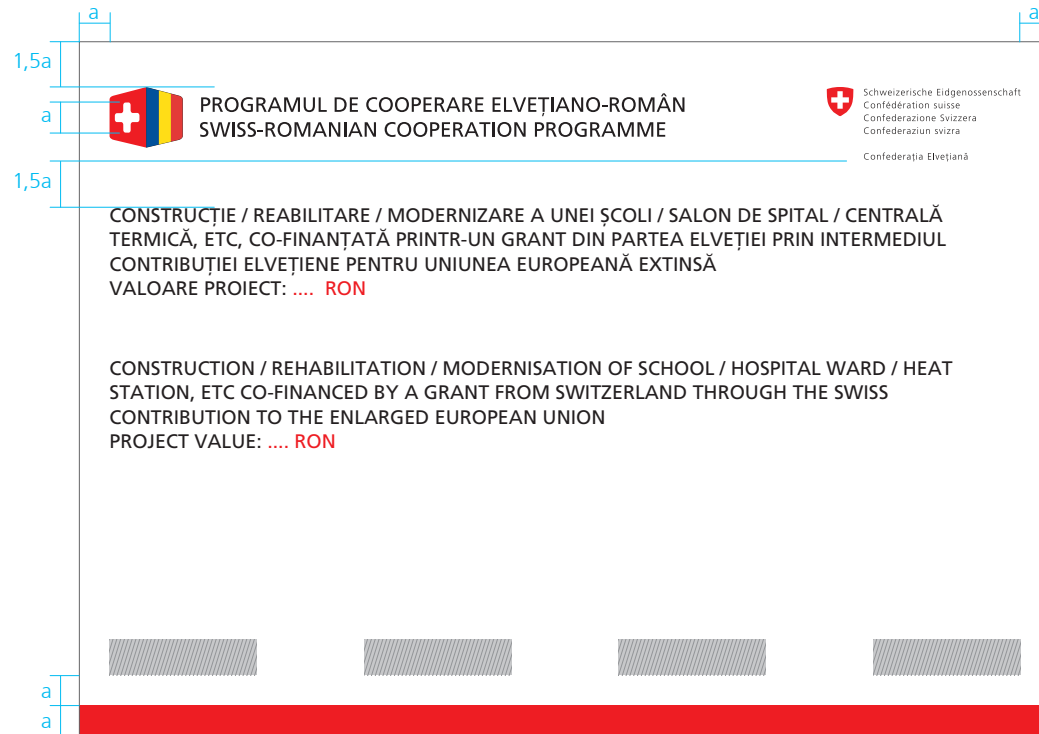 a
a
1,5a
PROGRAMUL DE COOPERARE ELVEȚIANO-ROMÂN
SWISS-ROMANIAN COOPERATION PROGRAMME
Schweizerische Eidgenossenschaft
Confédération suisse
Confederazione Svizzera
Confederaziun svizra
Confederația Elvețiană
a
1,5a
CONSTRUCȚIE / REABILITARE / MODERNIZARE A UNEI ȘCOLI / SALON DE SPITAL / CENTRALĂ
TERMICĂ, ETC, CO-FINANȚATĂ PRINTR-UN GRANT DIN PARTEA ELVEȚIEI PRIN INTERMEDIUL
CONTRIBUȚIEI ELVEȚIENE PENTRU UNIUNEA EUROPEANĂ EXTINSĂ
VALOARE PROIECT: .... RON
CONSTRUCTION / REHABILITATION / MODERNISATION OF SCHOOL / HOSPITAL WARD / HEAT
STATION, ETC CO-FINANCED BY A GRANT FROM SWITZERLAND THROUGH THE SWISS
CONTRIBUTION TO THE ENLARGED EUROPEAN UNION
PROJECT VALUE: .... RON
a
a